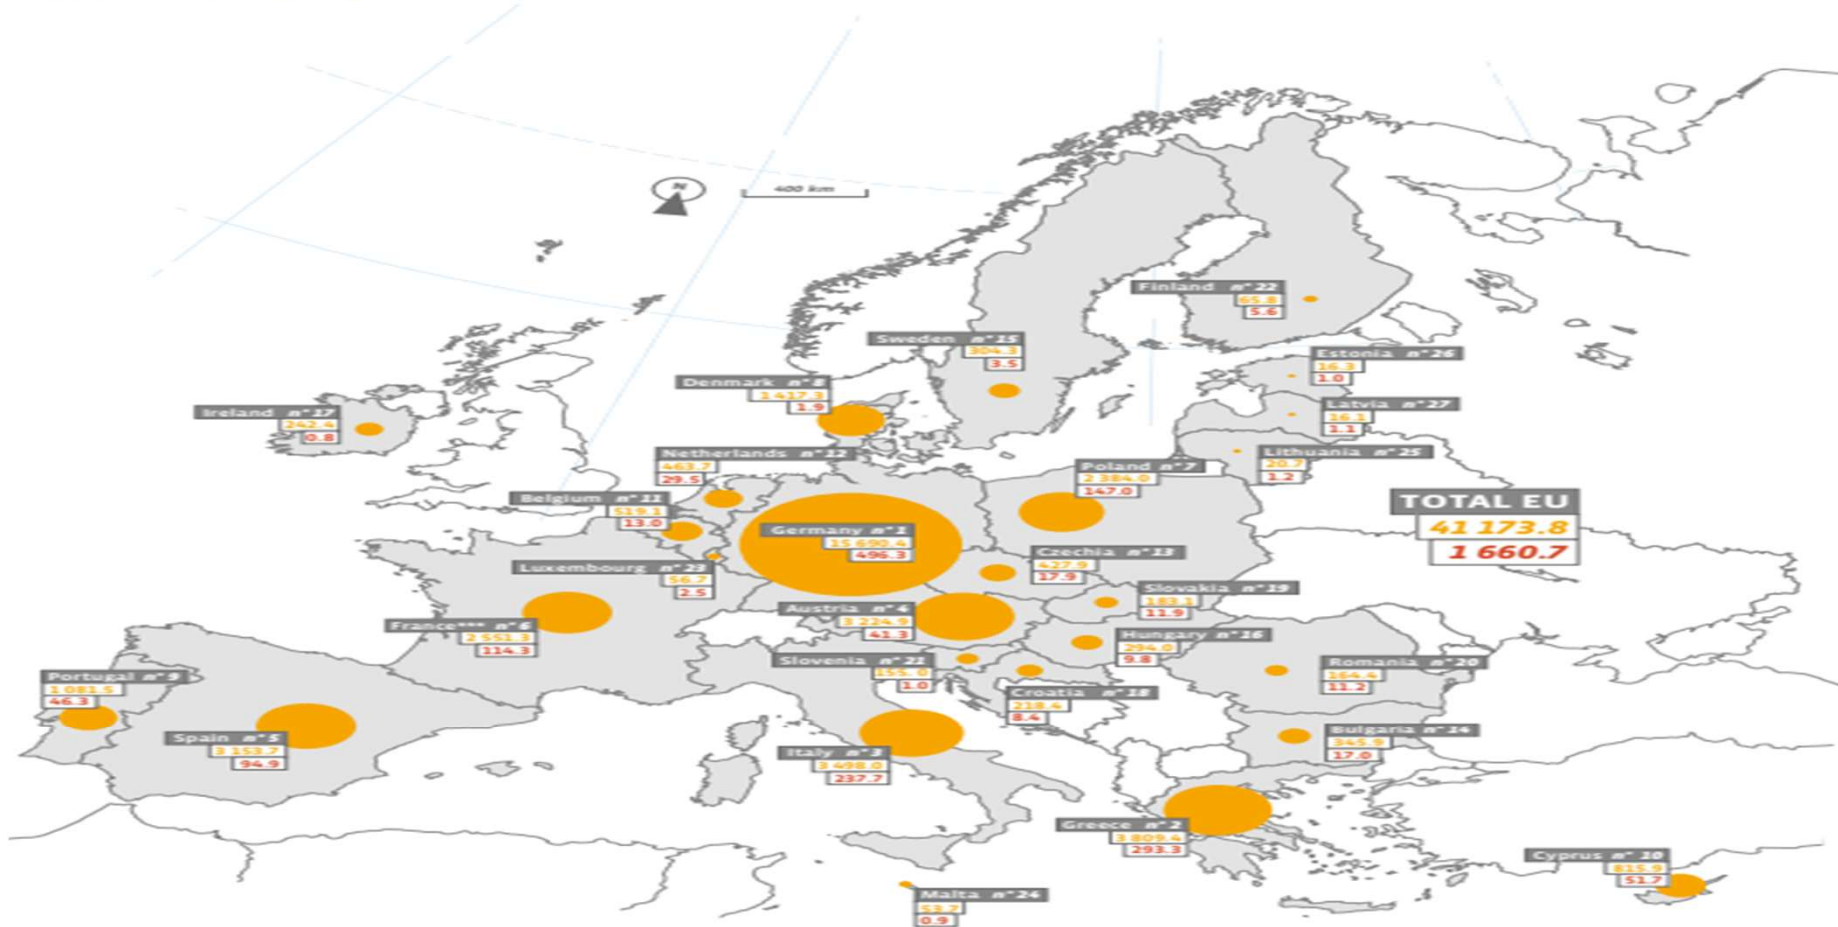 N
400 km
Finland n°22
65.8
5.6
Sweden n°15
304.3
3.5
Estonia n°26
16.3
1.0
Denmark n°8
1 417.3
1.9
Latvia n°27
16.1
1.1
Ireland n°17
242.4
0.8
Netherlands n°12
463.7
29.5
Lithuania n°25
20.7
1.2
Poland n°7
2 384.0
147.0
Belgium n°11
519.1
13.0
TOTAL EU
41 173.8
1 660.7
Germany n°1
15 690.4
496.3
Czechia n°13
427.9
17.9
Luxembourg n°23
56.7
2.5
Slovakia n°19
183.1
11.9
Austria n°4
3 224.9
41.3
France*** n°6
2 551.3
114.3
Hungary n°16
294.0
9.8
Slovenia n°21
155.0
1.0
Romania n°20
164.4
11.2
Portugal n°9
1 081.5
46.3
Croatia n°18
218.4
8.4
Bulgaria n°14
345.9
17.0
Spain n°5
3 153.7
94.9
Italy n°3
3 498.0
237.7
Greece n°2
3 809.4
293.3
Cyprus n°10
815.9
51.7
Malta n°24
53.7
0.9